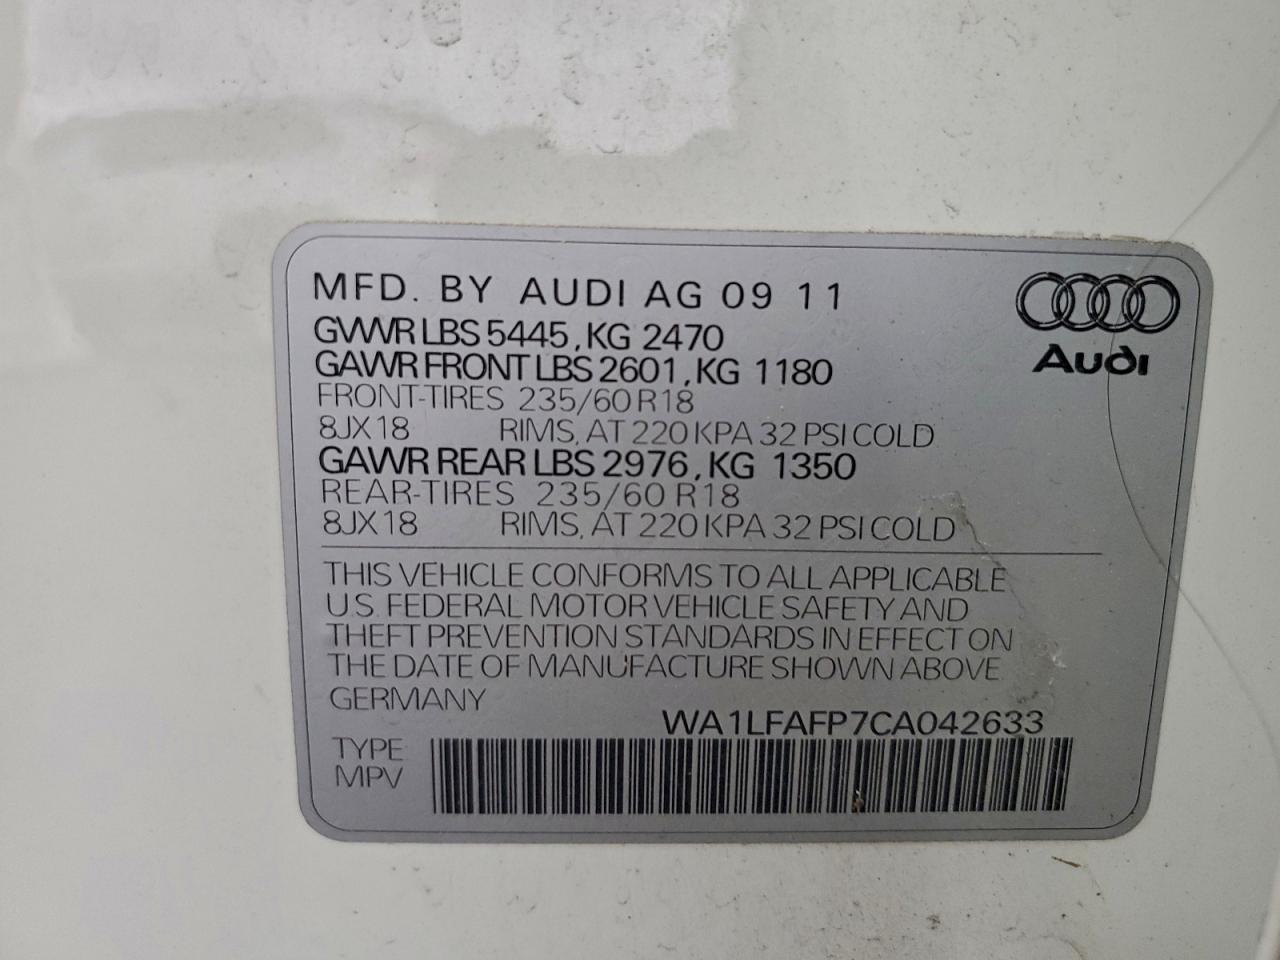 MFD. BY AUDI AG 09 11
GVWR LBS 5445, KG 2470
GAWR FRONT LBS 2601, KG 1180
FRONT-TIRES 235/60 R18
8JX18 RIMS, AT 220 KPA 32 PSI COLD
GAWR REAR LBS 2976, KG 1350
REAR-TIRES 235/60 R18
8JX18 RIMS, AT 220 KPA 32 PSI COLD
Audi
THIS VEHICLE CONFORMS TO ALL APPLICABLE
U.S. FEDERAL MOTOR VEHICLE SAFETY AND
THEFT PREVENTION STANDARDS IN EFFECT ON
THE DATE OF MANUFACTURE SHOWN ABOVE
GERMANY
WA1LFAFP7CA042633
TYPE
MPV